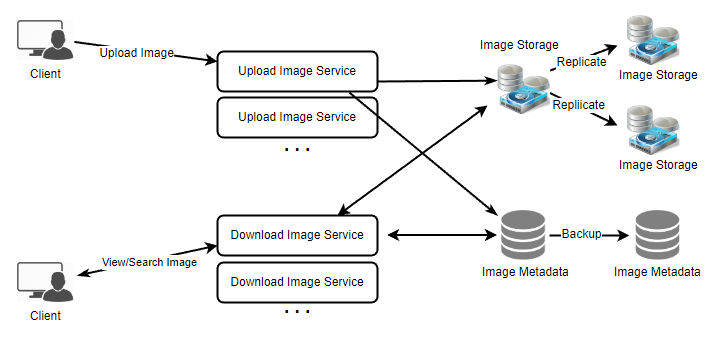 Client
Upload Image
Upload Image Service
Upload Image Service
. . .
Image Storage
Replicate
Image Storage
Repliicate
Image Storage
Client
View/Search Image
Download Image Service
Download Image Service
. . .
Image Metadata
Backup
Image Metadata